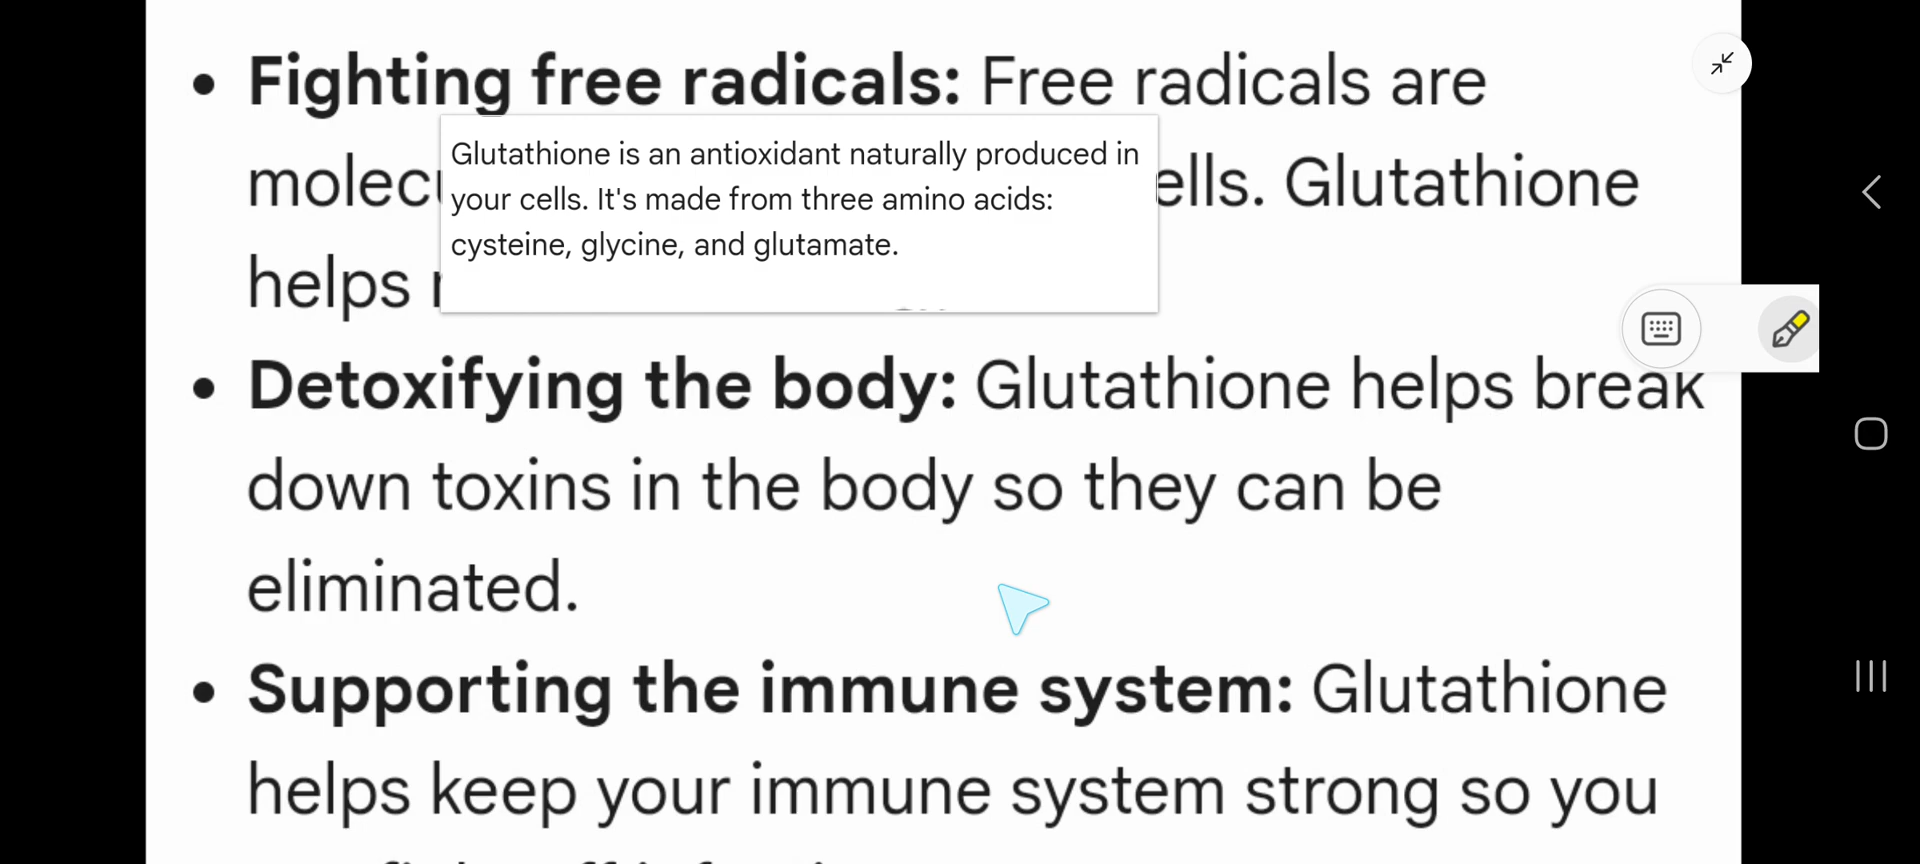 • Fighting free radicals: Free radicals are
Glutathione is an antioxidant naturally produced in
your cells. It's made from three amino acids:
cysteine, glycine, and glutamate.
Glutathione
helps
• Detoxifying the body: Glutathione helps break
down toxins in the body so they can be
eliminated.
• Supporting the immune system: Glutathione
helps keep your immune system strong so you